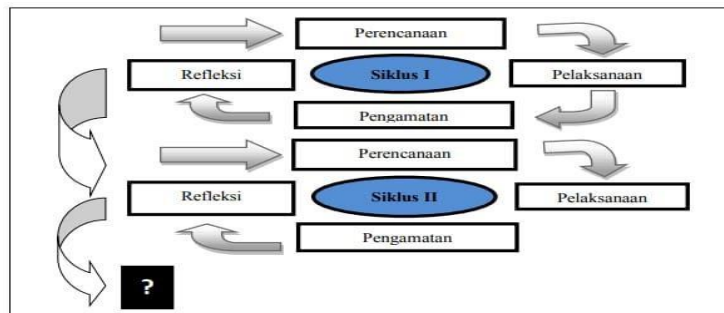 Perencanaan
Refleksi
Siklus I
Pelaksanaan
Pengamatan
Perencanaan
Refleksi
Siklus II
Pelaksanaan
Pengamatan
?